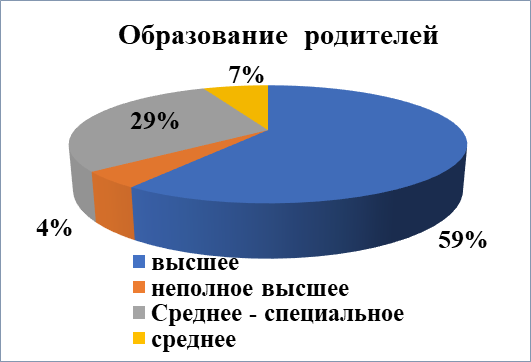 Образование родителей
7%
29%
4%
59%
высшее
неполное высшее
Среднее - специальное
среднее